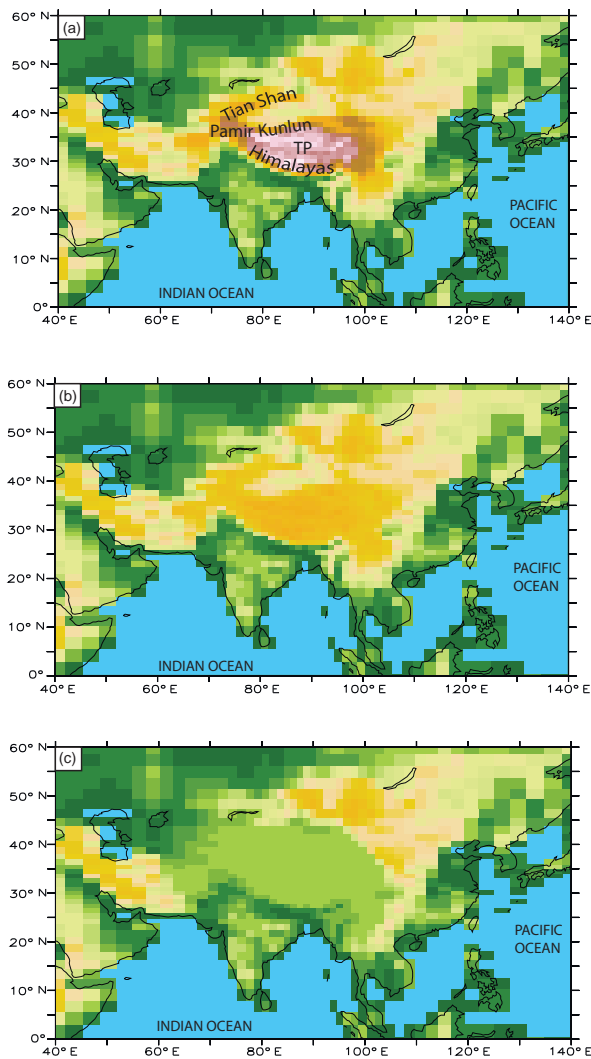 (a)
60° N
50°
40°
30°
20°
10°
0°
Tian Shan
Pamir Kunlun
TP
Himalayas
PACIFIC
OCEAN
INDIAN OCEAN
40°E 60°E 80°E 100°E 120°E 140°E
(b)
60° N
50° N
40° N
30° N
20° N
10° N
0°
PACIFIC
OCEAN
INDIAN OCEAN
40°E 60°E 80°E 100°E 120°E 140°E
(c)
60° N
50° N
40° N
30° N
20° N
10° N
0°
PACIFIC
OCEAN
INDIAN OCEAN
40°E 60°E 80°E 100°E 120°E 140°E